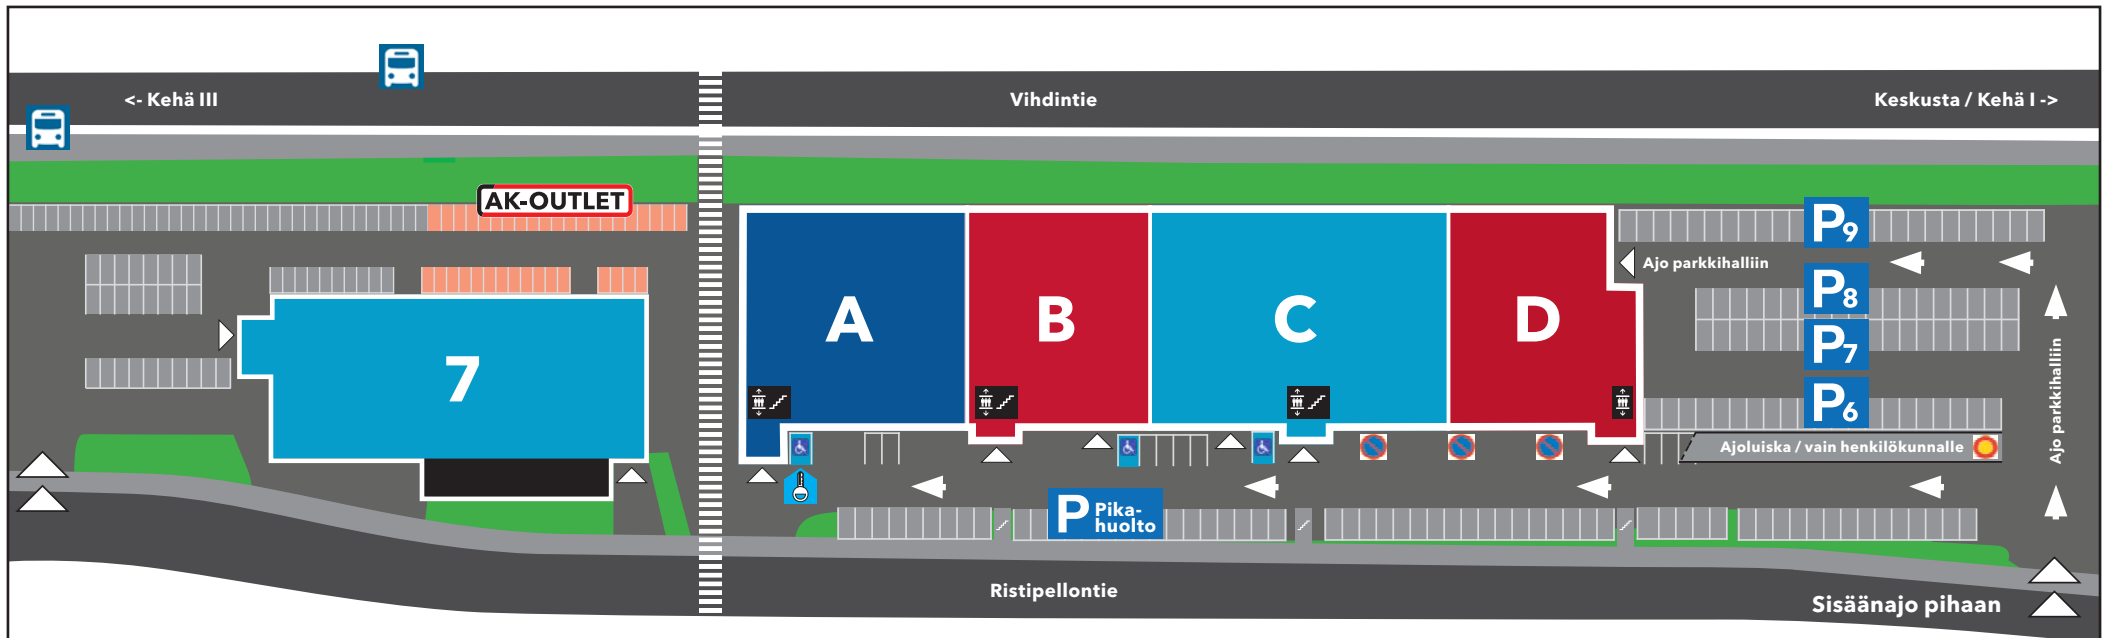 <- Kehä III
Vihdintie
Keskusta / Kehä I ->
AK-OUTLET
P9
Ajo parkkihalliin
P8
P7
P6
A
B
C
D
7
Ajo parkkihalliin
Ajoluiska / vain henkilökunnalle
P Pika-
huolto
Ristipellontie
Sisäänajo pihaan